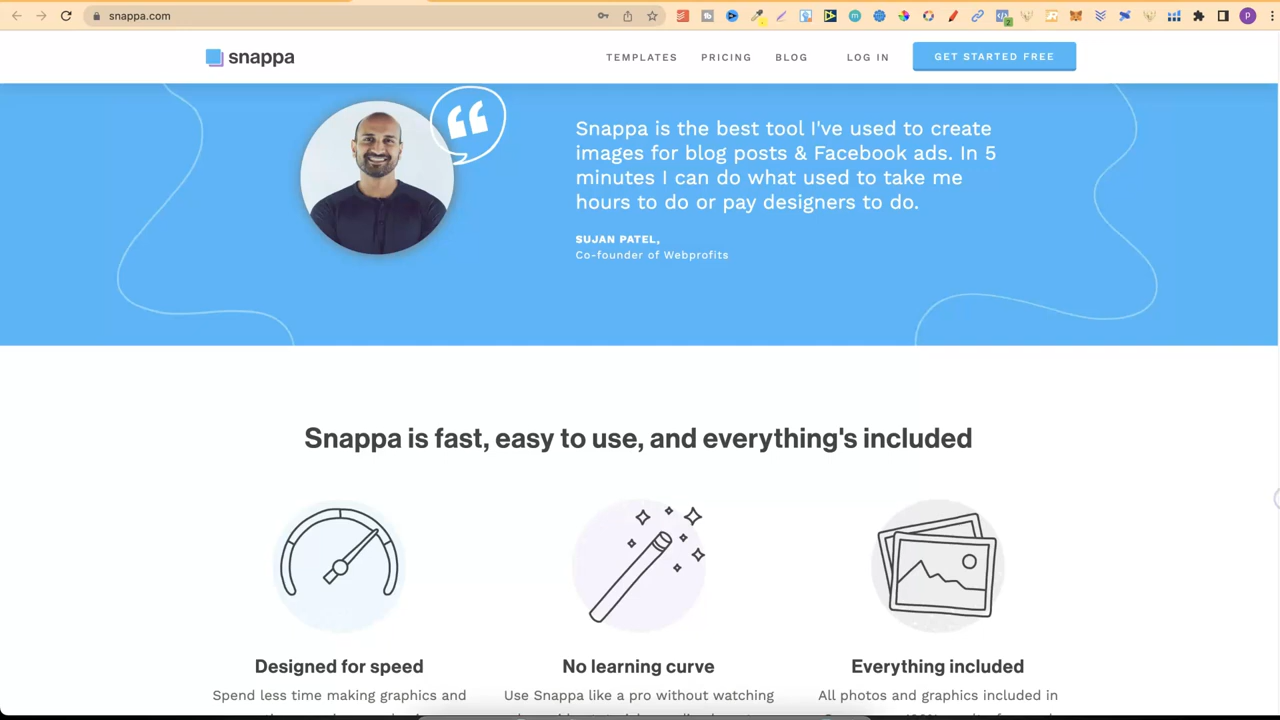 snappa.com
snappa
TEMPLATES PRICING BLOG LOG IN GET STARTED FREE
Snappa is the best tool I've used to create
images for blog posts & Facebook ads. In 5
minutes I can do what used to take me
hours to do or pay designers to do.
SUJAN PATEL,
Co-founder of Webprofits
Snappa is fast, easy to use, and everything's included
Designed for speed
Spend less time making graphics and
No learning curve
Use Snappa like a pro without watching
Everything included
All photos and graphics included in